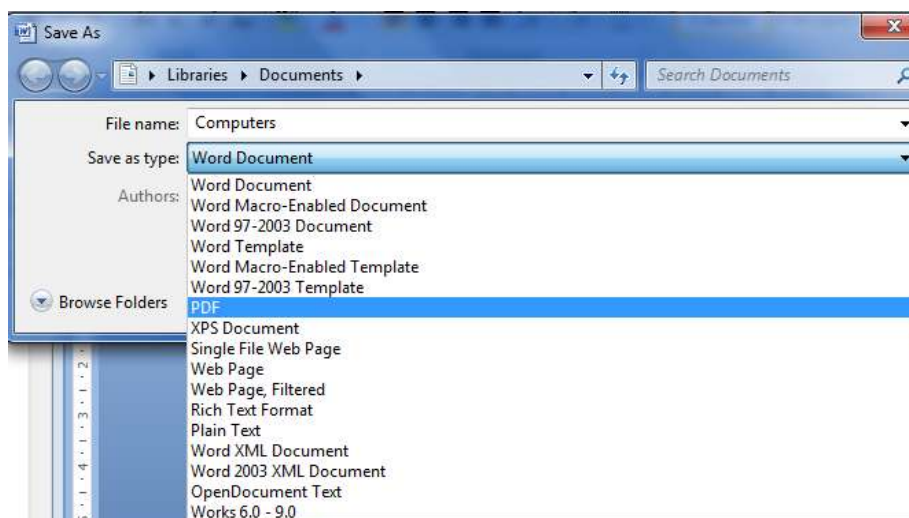 Save As
Libraries Documents
Search Documents
File name: Computers
Save as type: Word Document
Authors:
Word Document
Word Macro-Enabled Document
Word 97-2003 Document
Word Template
Word Macro-Enabled Template
Word 97-2003 Template
Browse Folders
PDF
XPS Document
Single File Web Page
Web Page
Web Page, Filtered
Rich Text Format
Plain Text
Word XML Document
Word 2003 XML Document
OpenDocument Text
Works 6.0 - 9.0